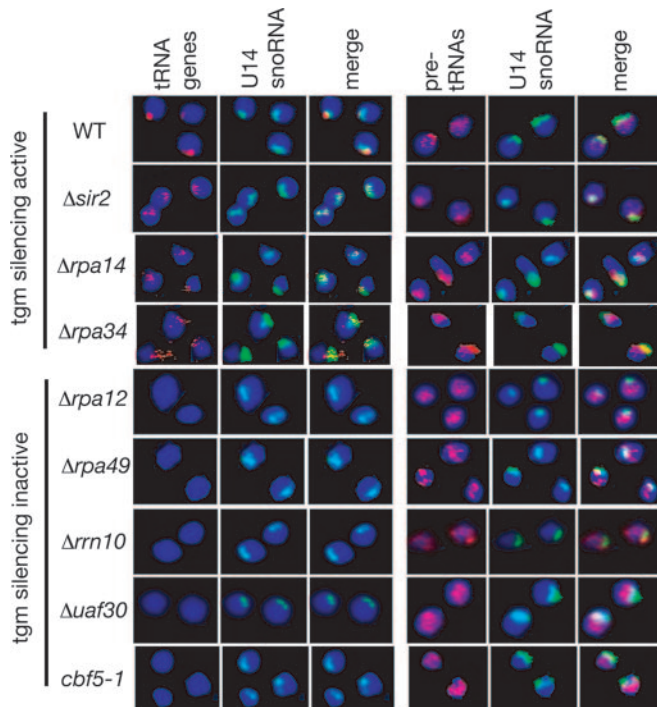 tRNA
genes
U14
snoRNA
merge
pre-
tRNAs
U14
snoRNA
merge
tgm silencing active
WT
Δsir2
Δrpa14
Δrpa34
tgm silencing inactive
Δrpa12
Δrpa49
Δrrn10
Δuaf30
cbf5-1